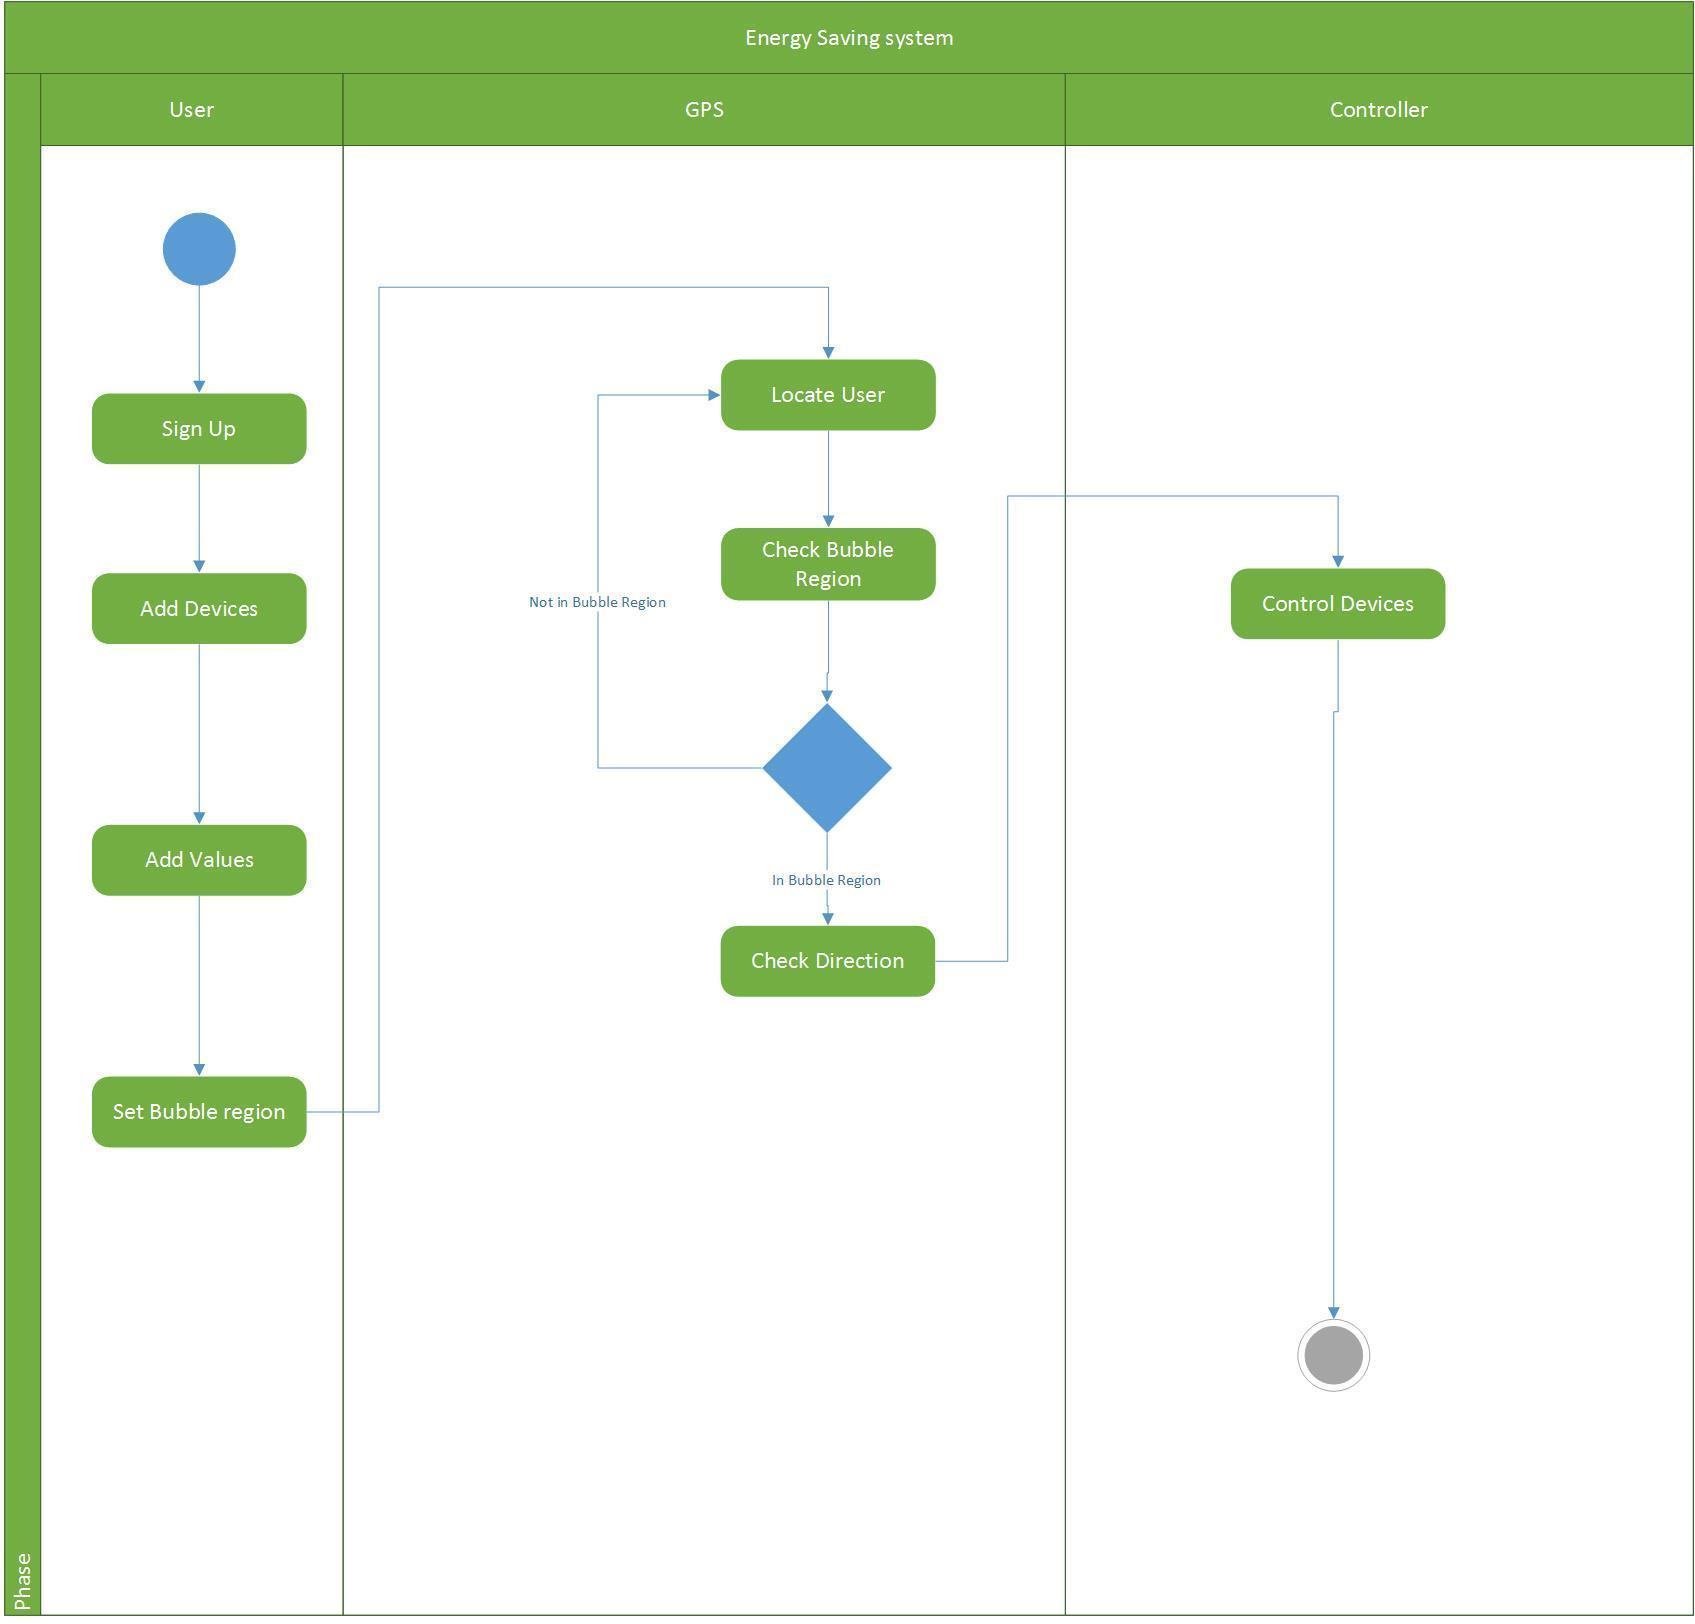 Energy Saving system
User
GPS
Controller
Sign Up
Add Devices
Add Values
Set Bubble region
Locate User
Check Bubble
Region
Not in Bubble Region
In Bubble Region
Check Direction
Control Devices
Phase